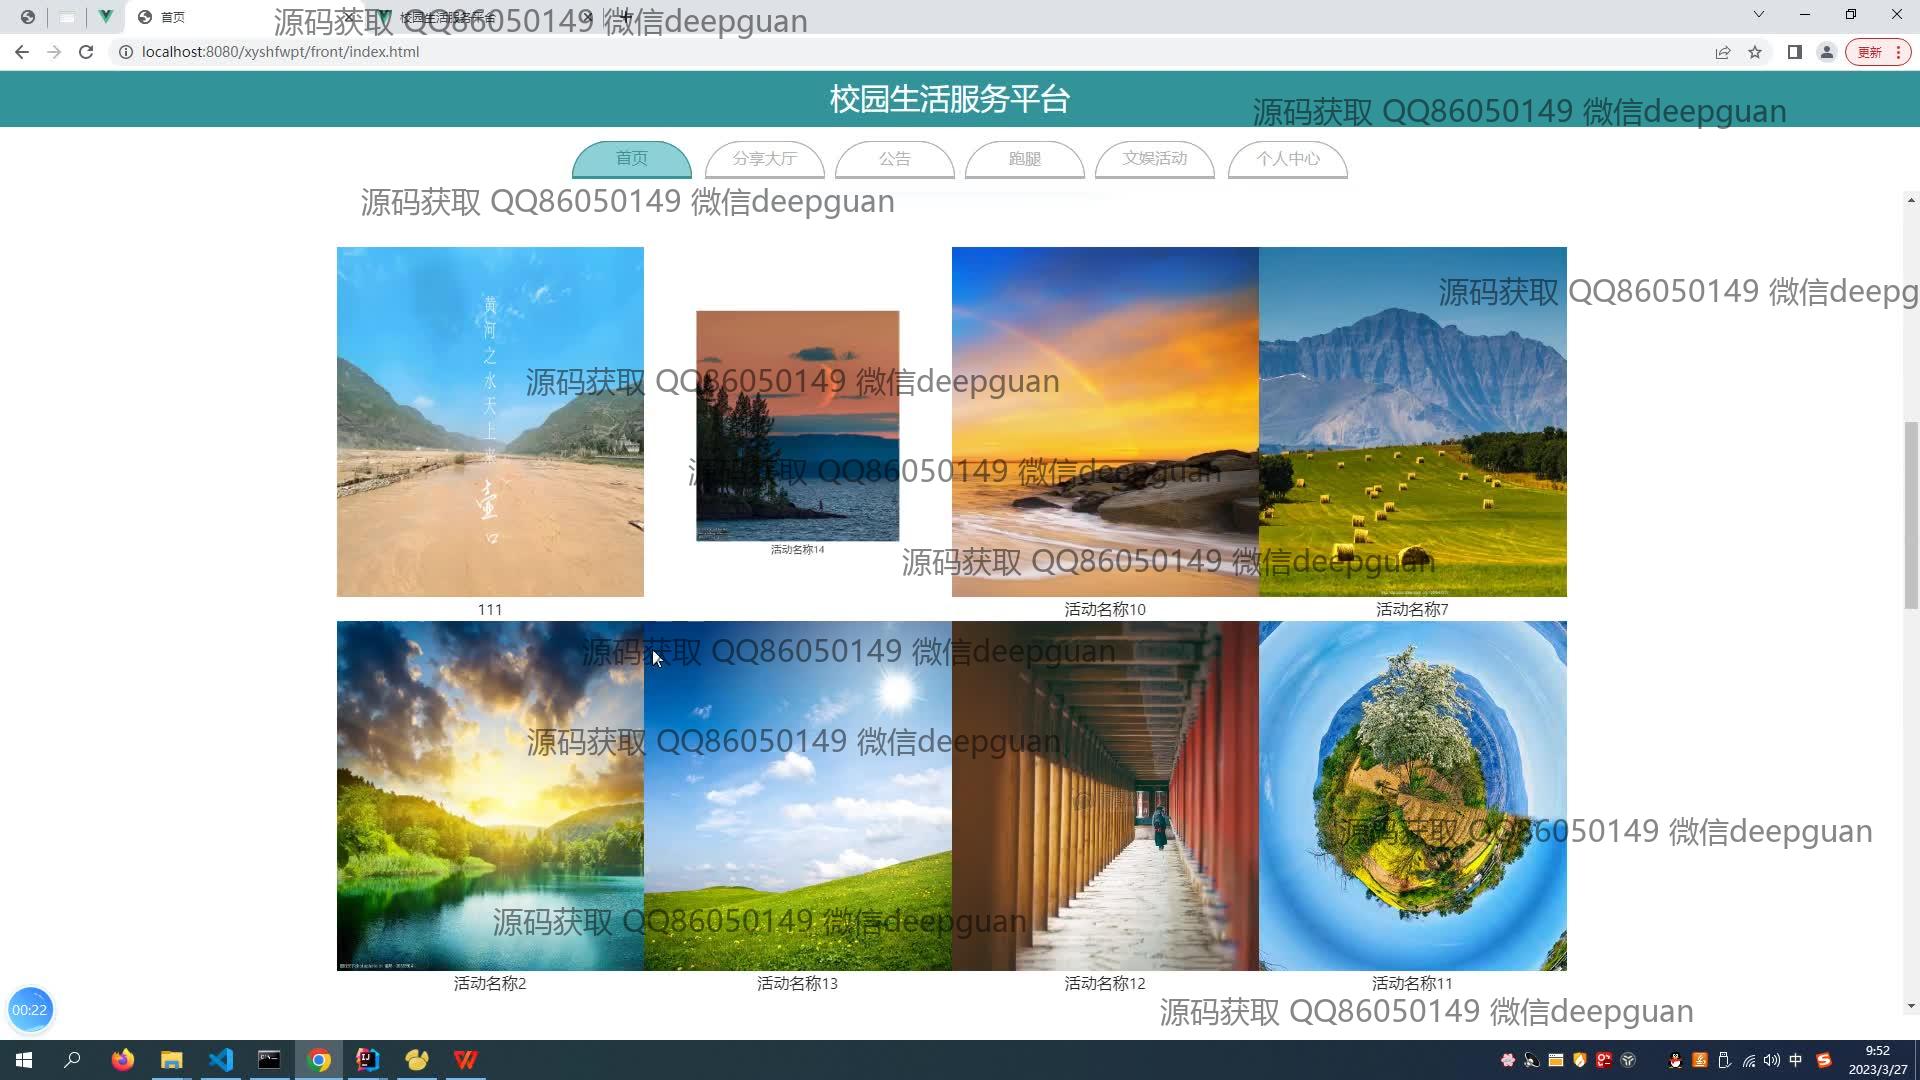 首页
校园生活服务平台
源码获取 QQ86050149 微信deepguan
localhost:8080/xyshfwpt/front/index.html
更新
校园生活服务平台
源码获取 QQ86050149 微信deepguan
首页 分享大厅 公告 跑腿 文娱活动 个人中心
源码获取 QQ86050149 微信deepguan
源码获取 QQ86050149 微信deepg
黄河之水天上来
壶口
源码获取 QQ86050149 微信deepguan
源码获取 QQ86050149 微信deepguan
活动名称14
源码获取 QQ86050149 微信deepguan
111 活动名称10 活动名称7
源码获取 QQ86050149 微信deepguan
源码获取 QQ86050149 微信deepguan
源码获取 QQ86050149 微信deepguan
源码获取 QQ86050149 微信deepguan
活动名称2 活动名称13 活动名称12 活动名称11
00:22
源码获取 QQ86050149 微信deepguan
中
9:52
2023/3/27